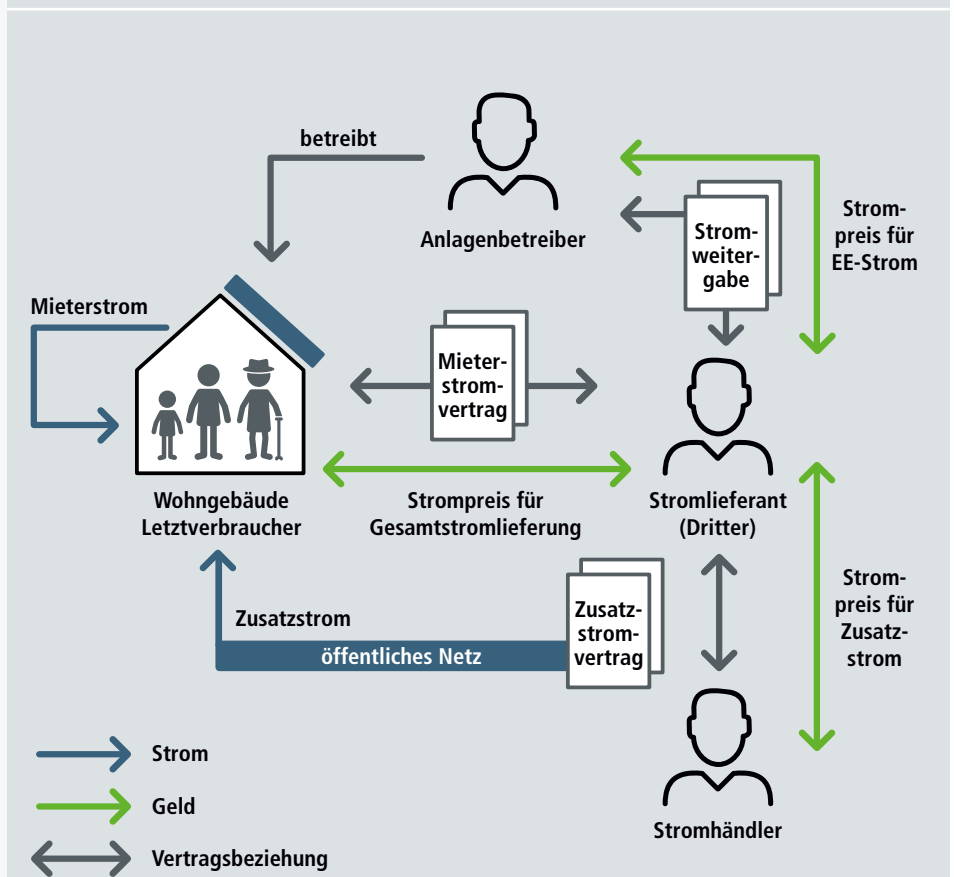 betreibt
Anlagenbetreiber
Strom-
weiter-
gabe
Strom-
preis für
EE-Strom
Mieterstrom
Mieter-
strom-
vertrag
Wohngebäude
Letztverbraucher
Strompreis für
Gesamtstromlieferung
Stromlieferant
(Dritter)
Zusatzstrom
öffentliches Netz
Zusatz-
strom-
vertrag
Strom-
preis für
Zusatz-
strom
Stromhändler
Strom
Geld
Vertragsbeziehung